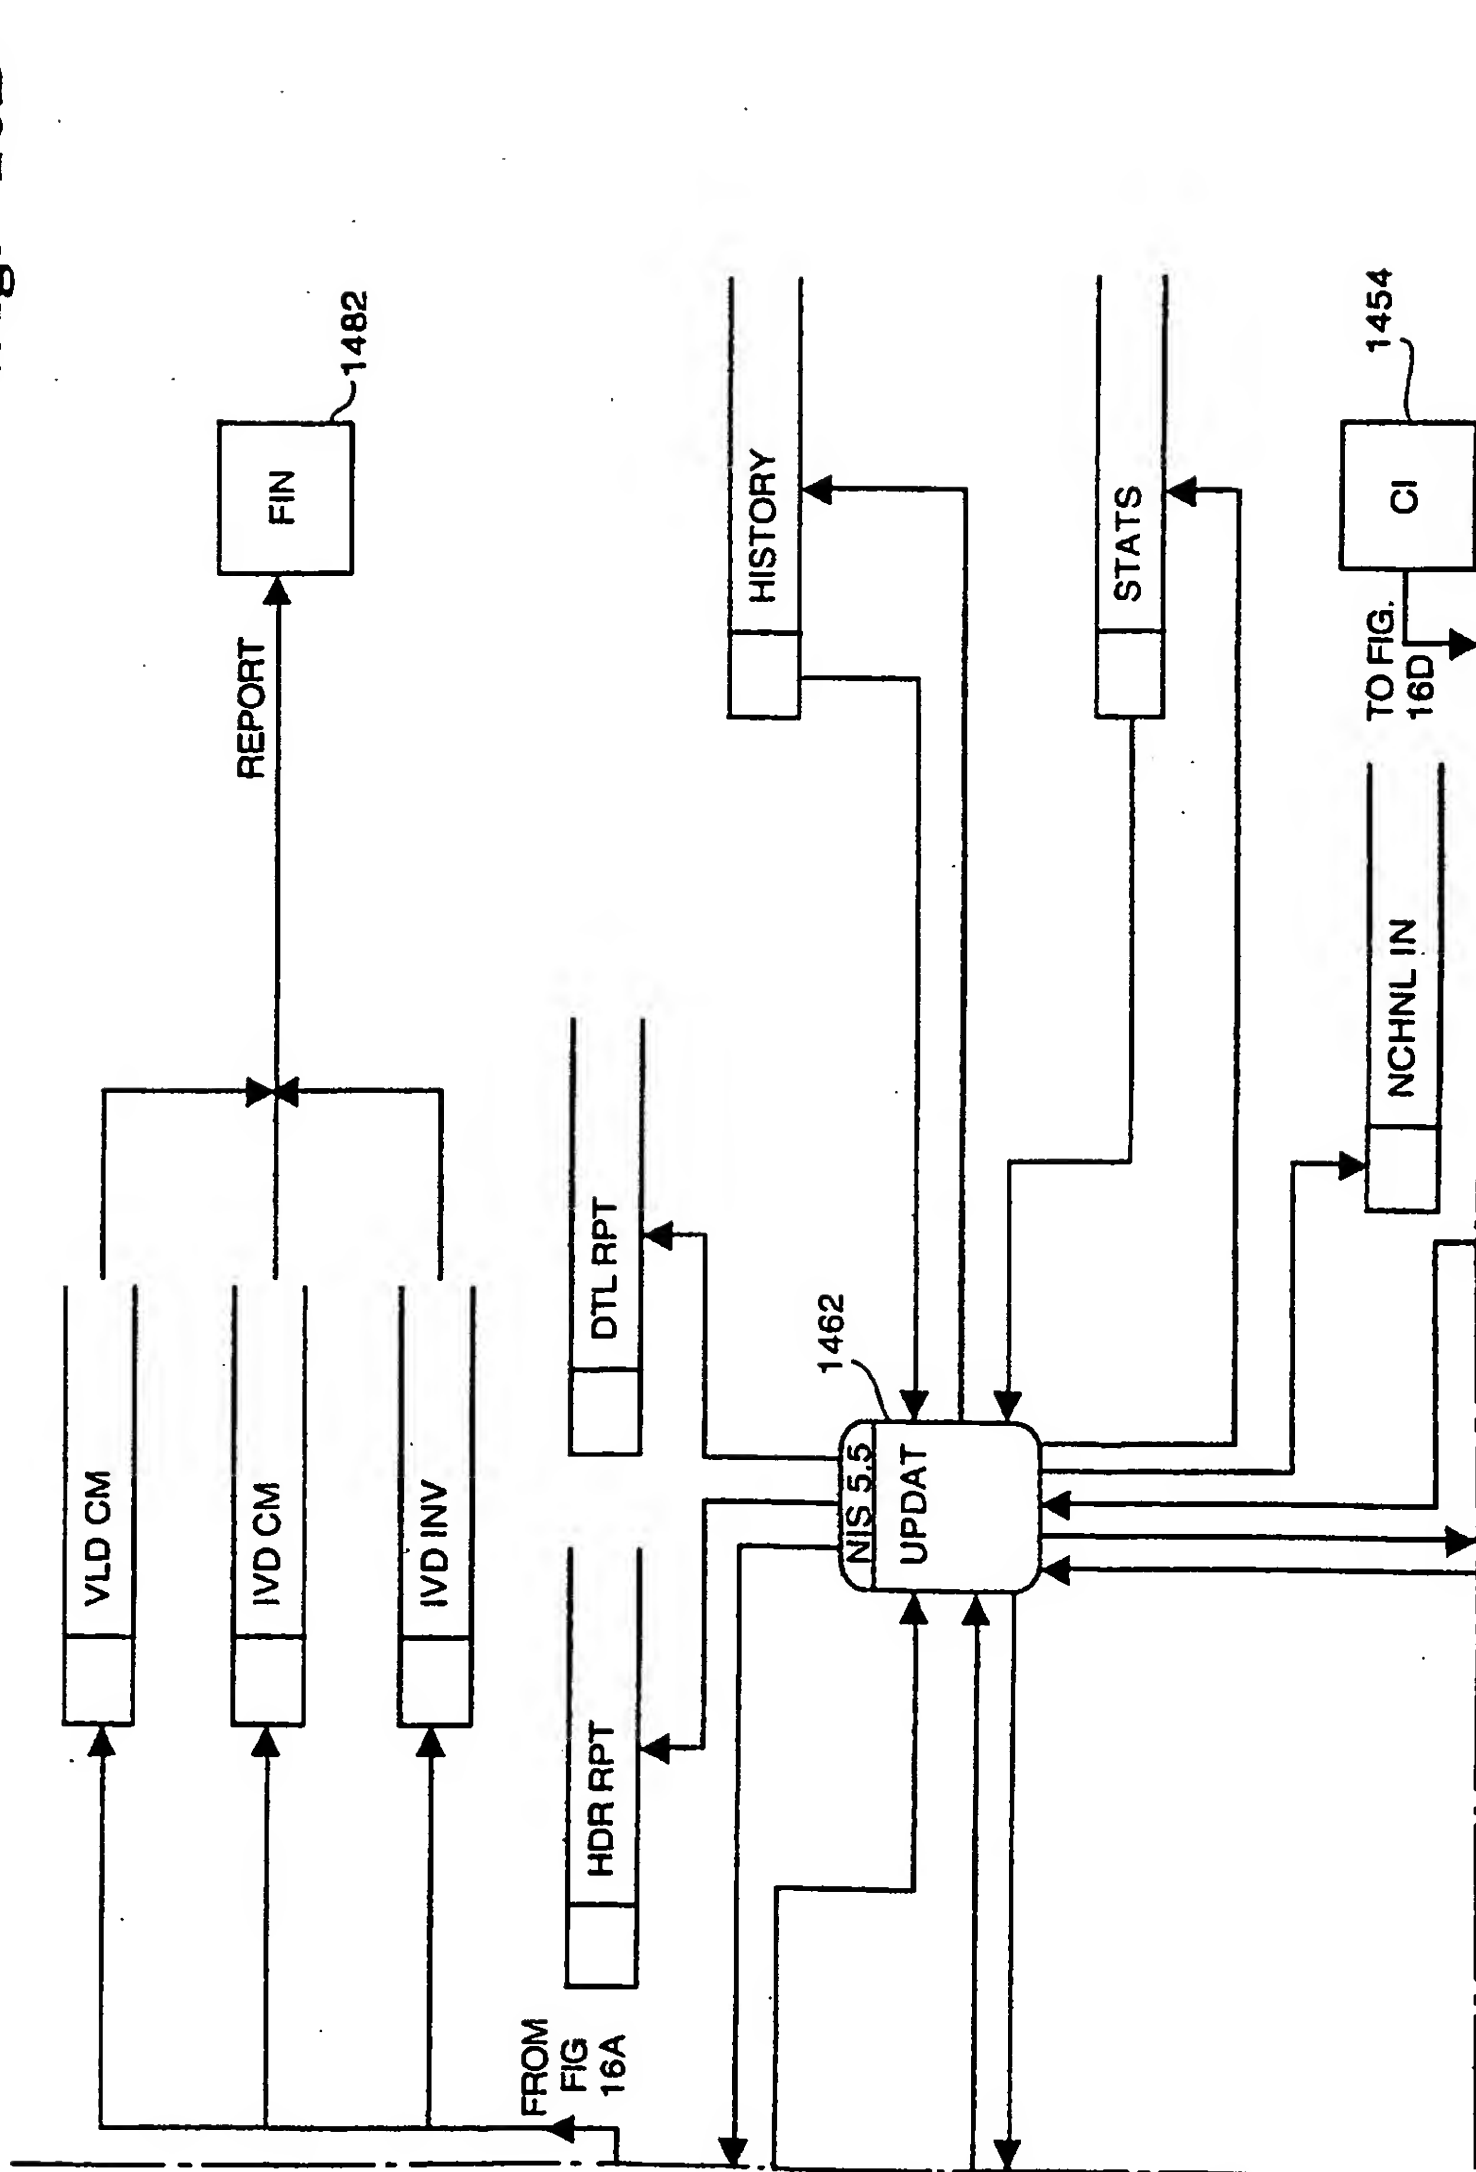 VLD CM
IVD CM
IVD INV
REPORT
FIN
1482
FROM
FIG
16A
HDR RPT
DTL RPT
HISTORY
1462
NIS 5.5
UPDAT
STATS
NCHNL IN
TO FIG.
16D
CI
1454